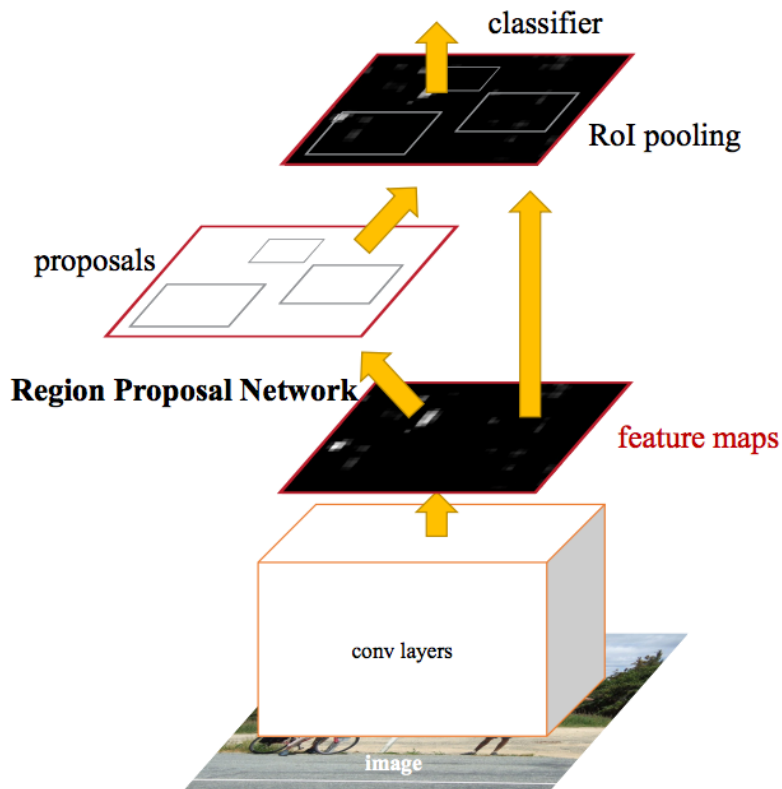 classifier
RoI pooling
proposals
Region Proposal Network
feature maps
conv layers
image